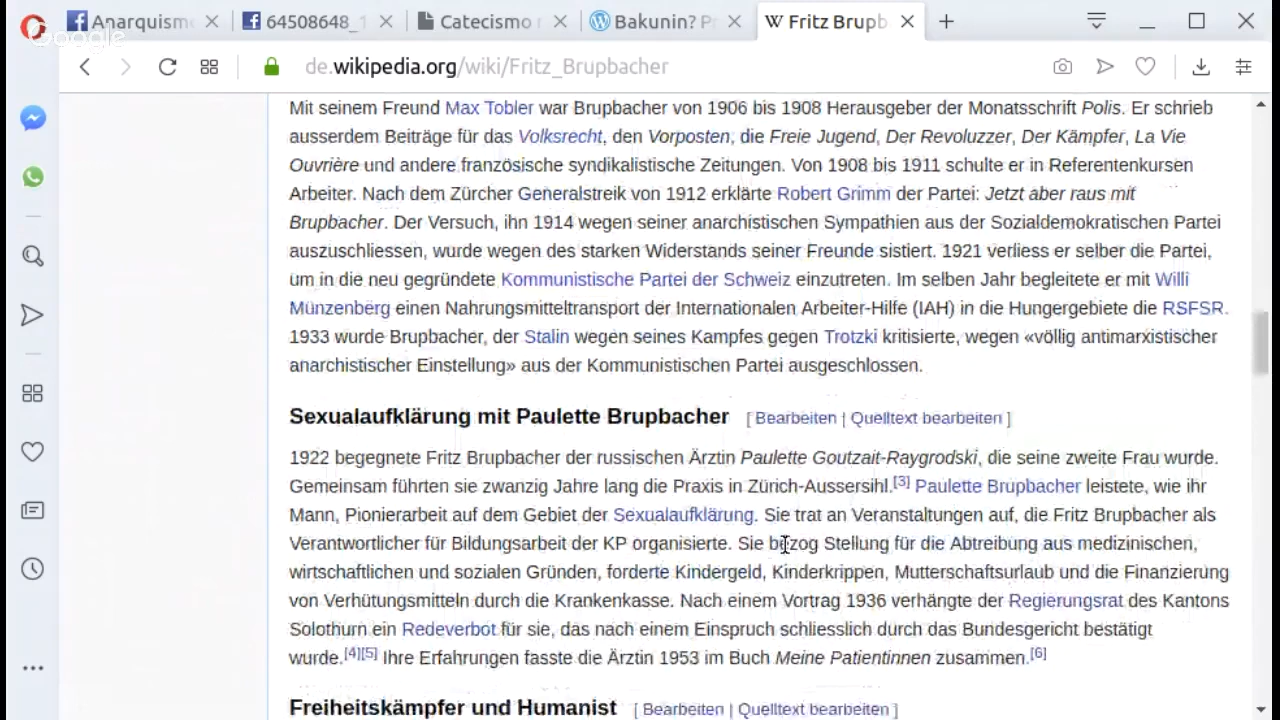 Anarquism
64508648_1
Catecismo
Bakunin? P
Fritz Brupb
Google
de.wikipedia.org/wiki/Fritz_Brupbacher
Mit seinem Freund Max Tobler war Brupbacher von 1906 bis 1908 Herausgeber der Monatsschrift Polis. Er schrieb
ausserdem Beiträge für das Volksrecht, den Vorposten, die Freie Jugend, Der Revoluzzer, Der Kämpfer, La Vie
Ouvrière und andere französische syndikalistische Zeitungen. Von 1908 bis 1911 schulte er in Referentenkursen
Arbeiter. Nach dem Zürcher Generalstreik von 1912 erklärte Robert Grimm der Partei: Jetzt aber raus mit
Brupbacher. Der Versuch, ihn 1914 wegen seiner anarchistischen Sympathien aus der Sozialdemokratischen Partei
auszuschliessen, wurde wegen des starken Widerstands seiner Freunde sistiert. 1921 verliess er selber die Partei,
um in die neu gegründete Kommunistische Partei der Schweiz einzutreten. Im selben Jahr begleitete er mit Willi
Münzenberg einen Nahrungsmitteltransport der Internationalen Arbeiter-Hilfe (IAH) in die Hungergebiete die RSFSR.
1933 wurde Brupbacher, der Stalin wegen seines Kampfes gegen Trotzki kritisierte, wegen «völlig antimarxistischer
anarchistischer Einstellung» aus der Kommunistischen Partei ausgeschlossen.
Sexualaufklärung mit Paulette Brupbacher [ Bearbeiten | Quelltext bearbeiten ]
1922 begegnete Fritz Brupbacher der russischen Ärztin Paulette Goutzait-Raygrodski, die seine zweite Frau wurde.
Gemeinsam führten sie zwanzig Jahre lang die Praxis in Zürich-Aussersihl.[3] Paulette Brupbacher leistete, wie ihr
Mann, Pionierarbeit auf dem Gebiet der Sexualaufklärung. Sie trat an Veranstaltungen auf, die Fritz Brupbacher als
Verantwortlicher für Bildungsarbeit der KP organisierte. Sie bezog Stellung für die Abtreibung aus medizinischen,
wirtschaftlichen und sozialen Gründen, forderte Kindergeld, Kinderkrippen, Mutterschaftsurlaub und die Finanzierung
von Verhütungsmitteln durch die Krankenkasse. Nach einem Vortrag 1936 verhängte der Regierungsrat des Kantons
Solothurn ein Redeverbot für sie, das nach einem Einspruch schliesslich durch das Bundesgericht bestätigt
wurde.[4][5] Ihre Erfahrungen fasste die Ärztin 1953 im Buch Meine Patientinnen zusammen.[6]
Freiheitskämpfer und Humanist [ Bearbeiten | Quelltext bearbeiten ]